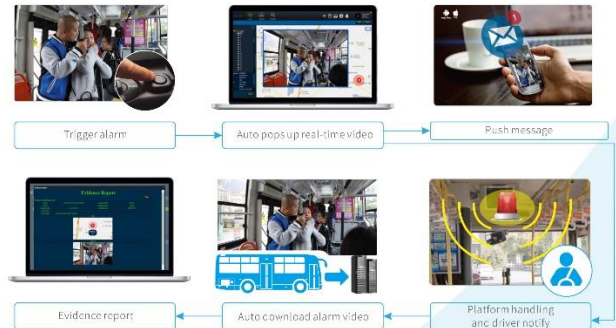 1
Trigger alarm
Auto pops up real-time video
Push message
Evidence Report
Evidence report
Auto download alarm video
Platform handling
and driver notify